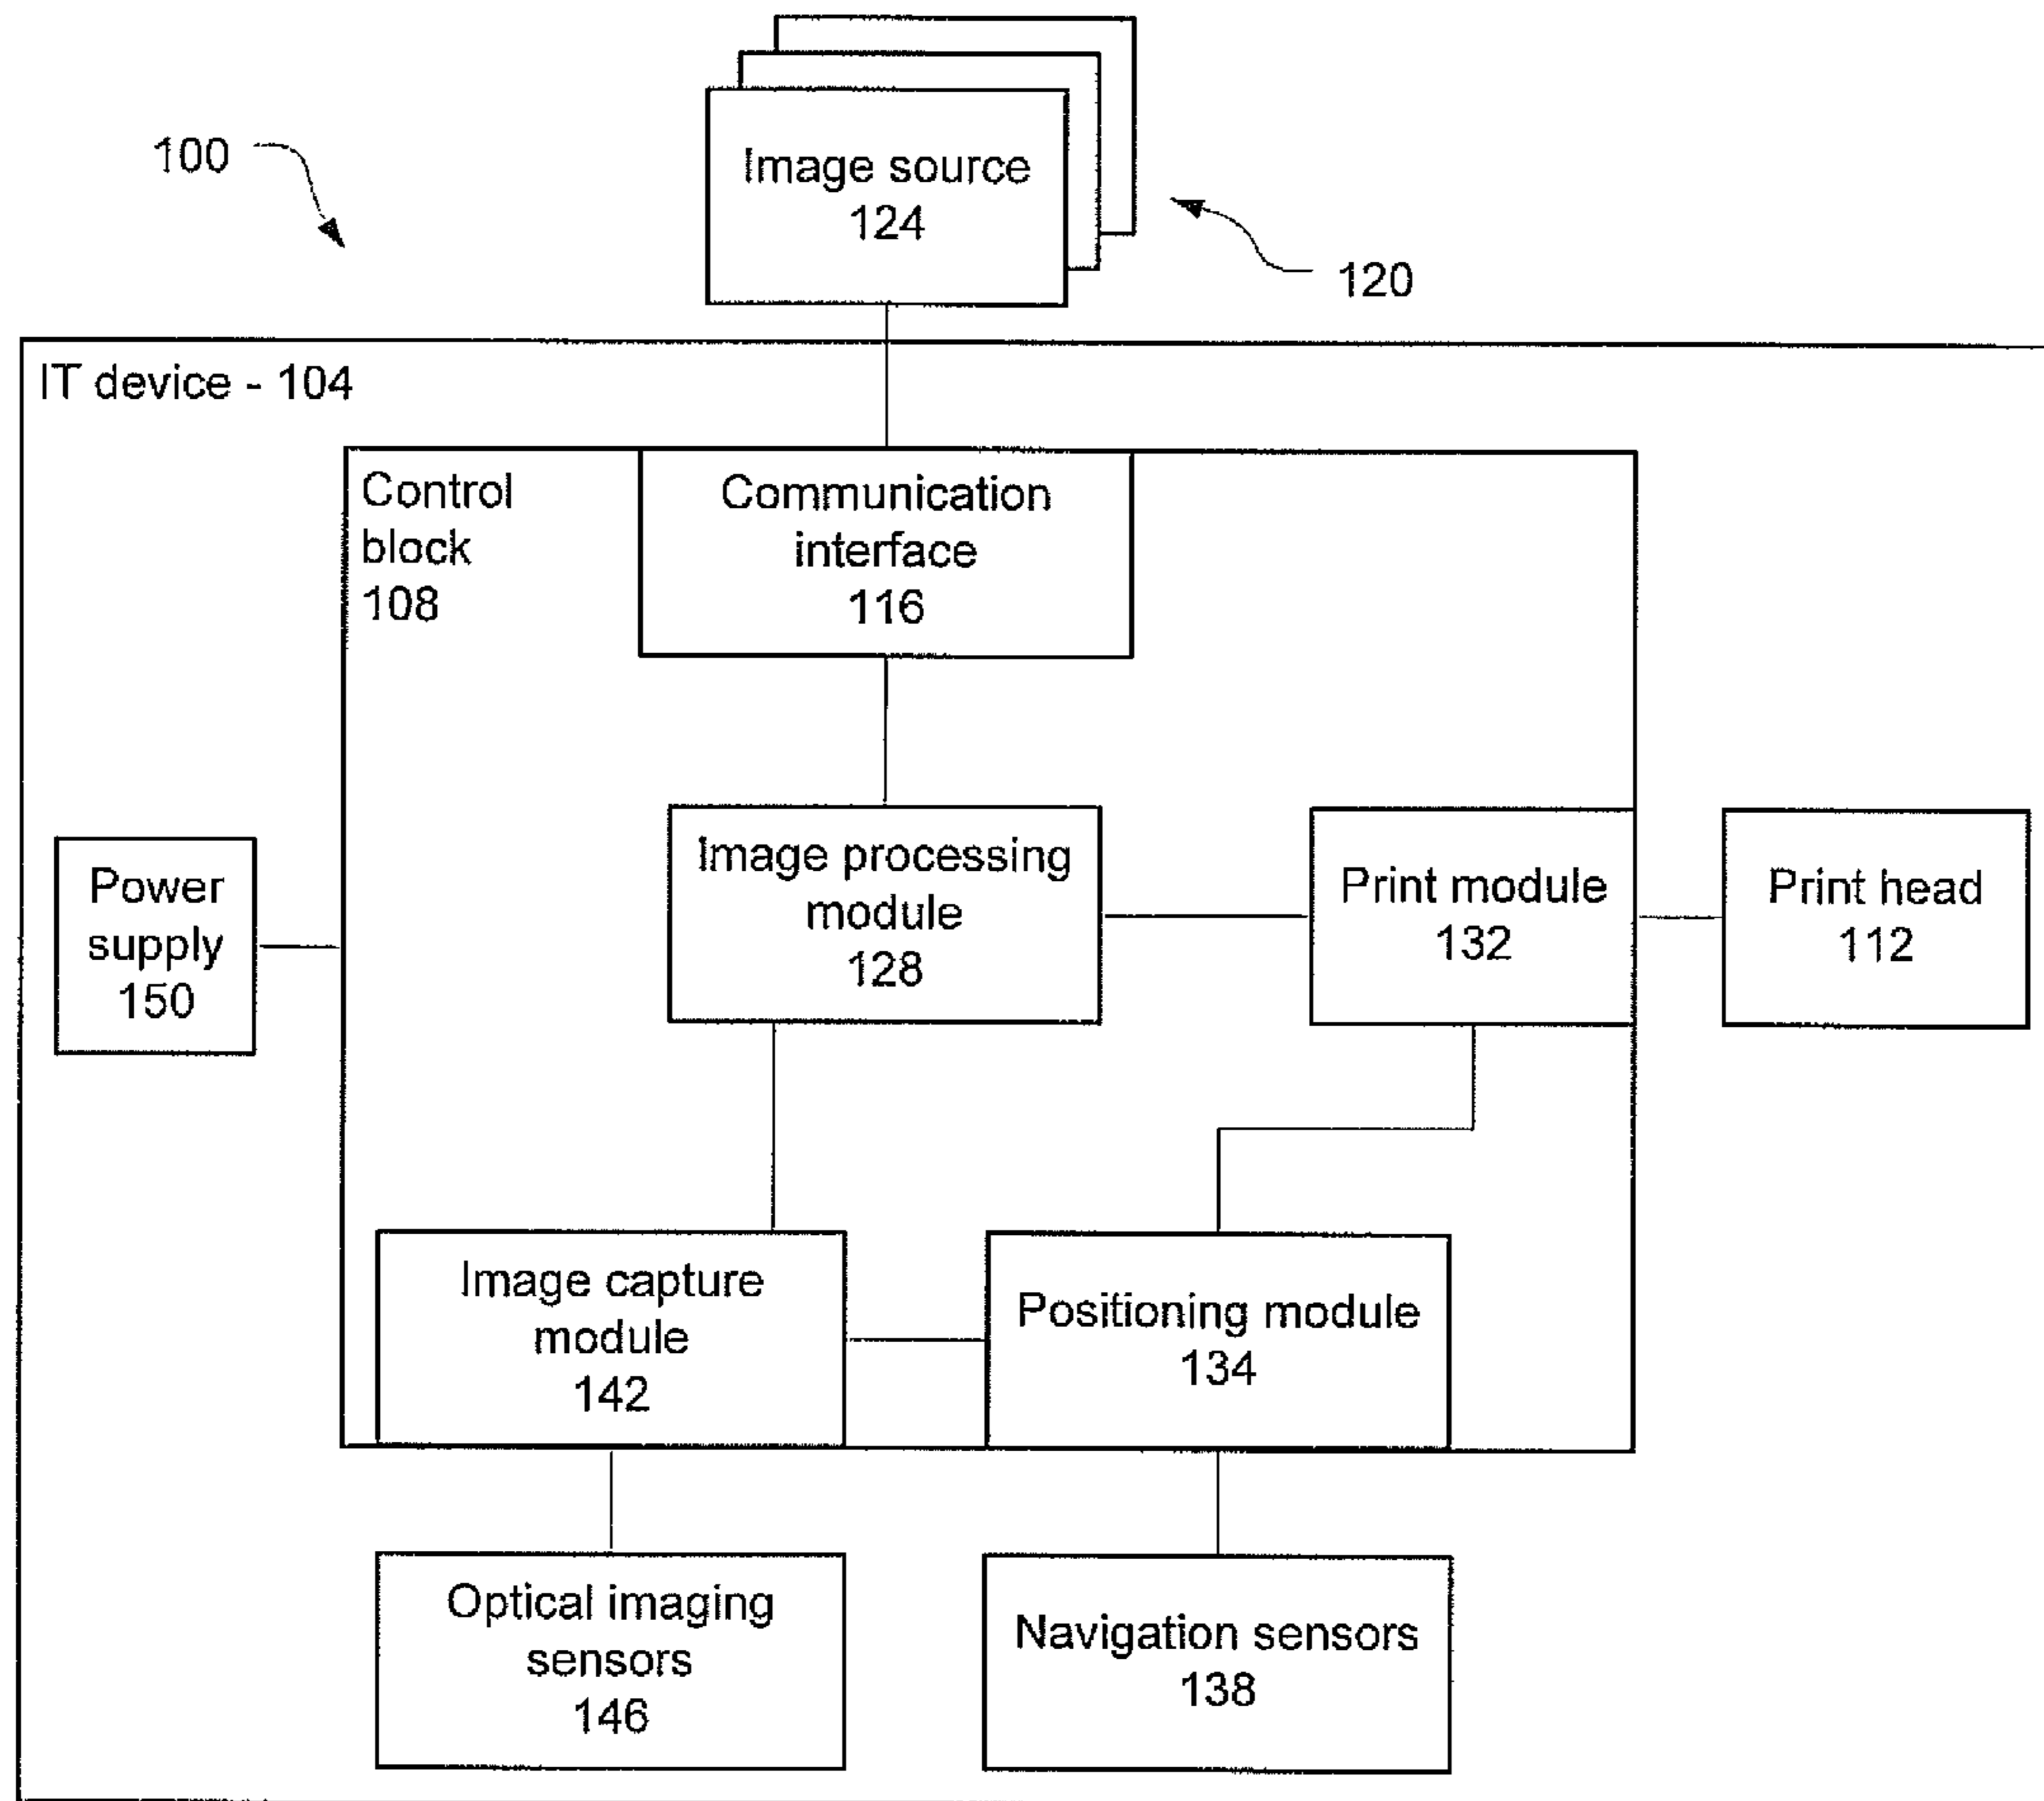 100
Image source
124
120
IT device - 104
Control
block
108
Communication
interface
116
Power
supply
150
Image processing
module
128
Print module
132
Print head
112
Image capture
module
142
Positioning module
134
Optical imaging
sensors
146
Navigation sensors
138